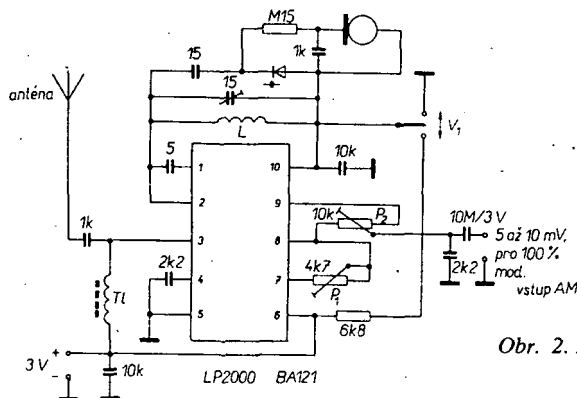 M15
15
1k
anténa
15
L
V1
5
1
10
10k
2
9
10k
P2
10M/3 V
1k
3
8
5 až 10 mV,
pro 100 %
mod.
vstup AM
2k2
4k7
2k2
4
7
P1
Tl
5
6
6k8
+
3 V
-
10k
LP2000 BA121
Obr. 2.